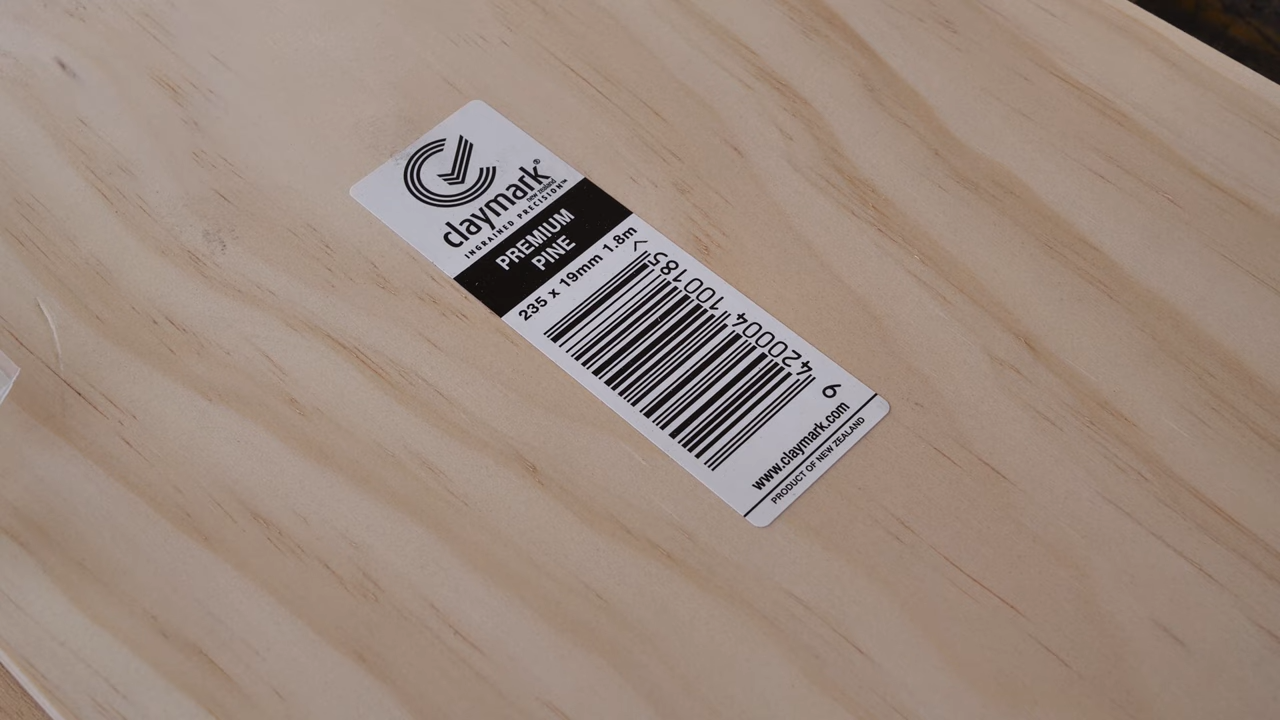 claymark®
new zealand
INGRAINED PRECISION™
PREMIUM
PINE
235 x 19mm 1.8m
9 420004 100185 >
www.claymark.com
PRODUCT OF NEW ZEALAND